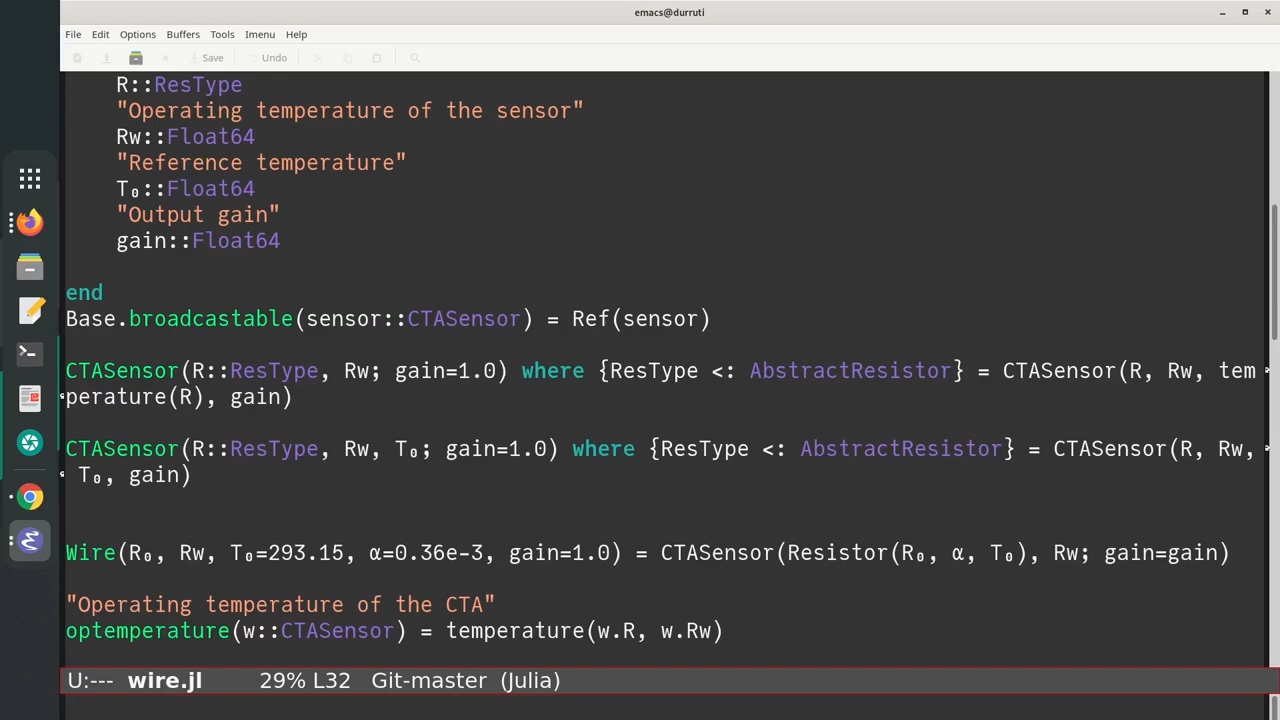 emacs@durruti
File Edit Options Buffers Tools Imenu Help
Save Undo
R::ResType
"Operating temperature of the sensor"
Rw::Float64
"Reference temperature"
T₀::Float64
"Output gain"
gain::Float64
end
Base.broadcastable(sensor::CTASensor) = Ref(sensor)
CTASensor(R::ResType, Rw; gain=1.0) where {ResType <: AbstractResistor} = CTASensor(R, Rw, tem
perature(R), gain)
CTASensor(R::ResType, Rw, T₀; gain=1.0) where {ResType <: AbstractResistor} = CTASensor(R, Rw,
T₀, gain)
Wire(R₀, Rw, T₀=293.15, α=0.36e-3, gain=1.0) = CTASensor(Resistor(R₀, α, T₀), Rw; gain=gain)
"Operating temperature of the CTA"
optemperature(w::CTASensor) = temperature(w.R, w.Rw)
U:--- wire.jl 29% L32 Git-master (Julia)